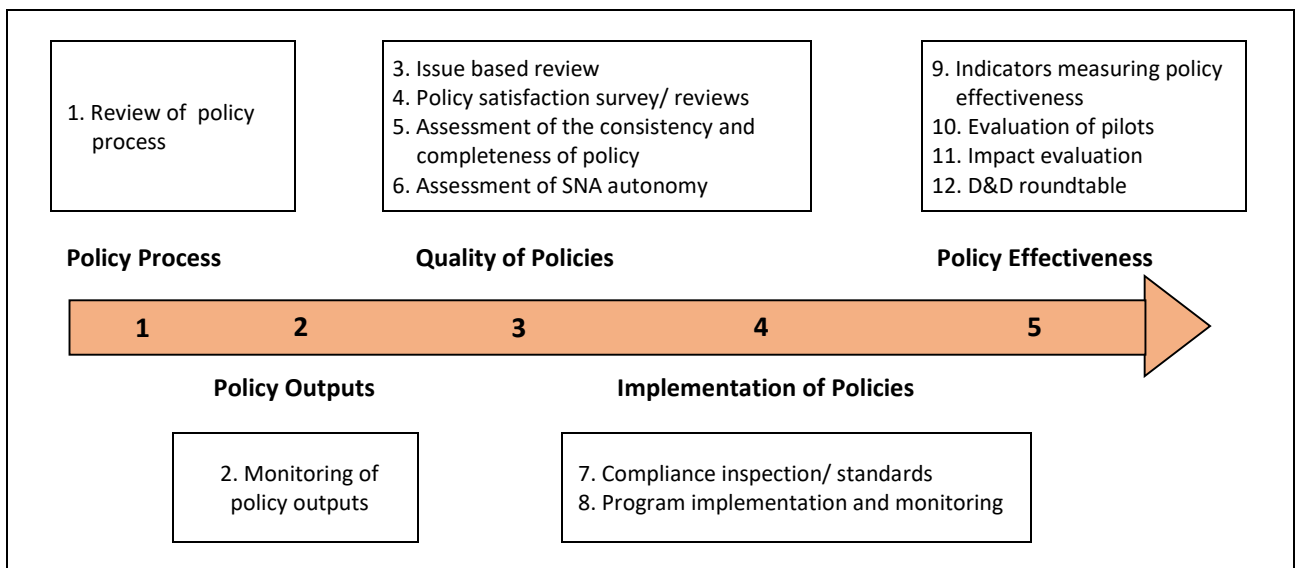 1. Review of policy
process
3. Issue based review
4. Policy satisfaction survey/ reviews
5. Assessment of the consistency and
completeness of policy
6. Assessment of SNA autonomy
9. Indicators measuring policy
effectiveness
10. Evaluation of pilots
11. Impact evaluation
12. D&D roundtable
Policy Process
Quality of Policies
Policy Effectiveness
1
2
3
4
5
Policy Outputs
Implementation of Policies
2. Monitoring of
policy outputs
7. Compliance inspection/ standards
8. Program implementation and monitoring